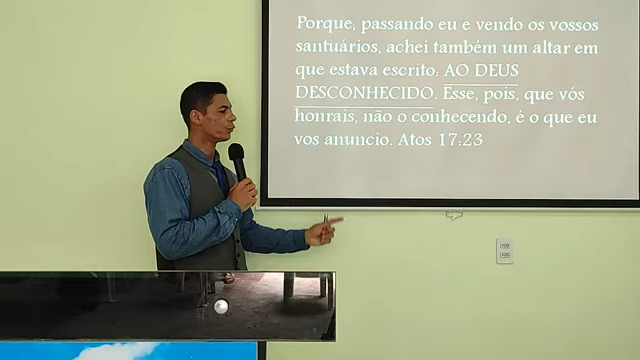 Porque, passando eu e vendo os vossos
santuários, achei também um altar em
que estava escrito: AO DEUS
DESCONHECIDO. Esse, pois, que vós
honrais, não o conhecendo, é o que eu
vos anuncio. Atos 17:23